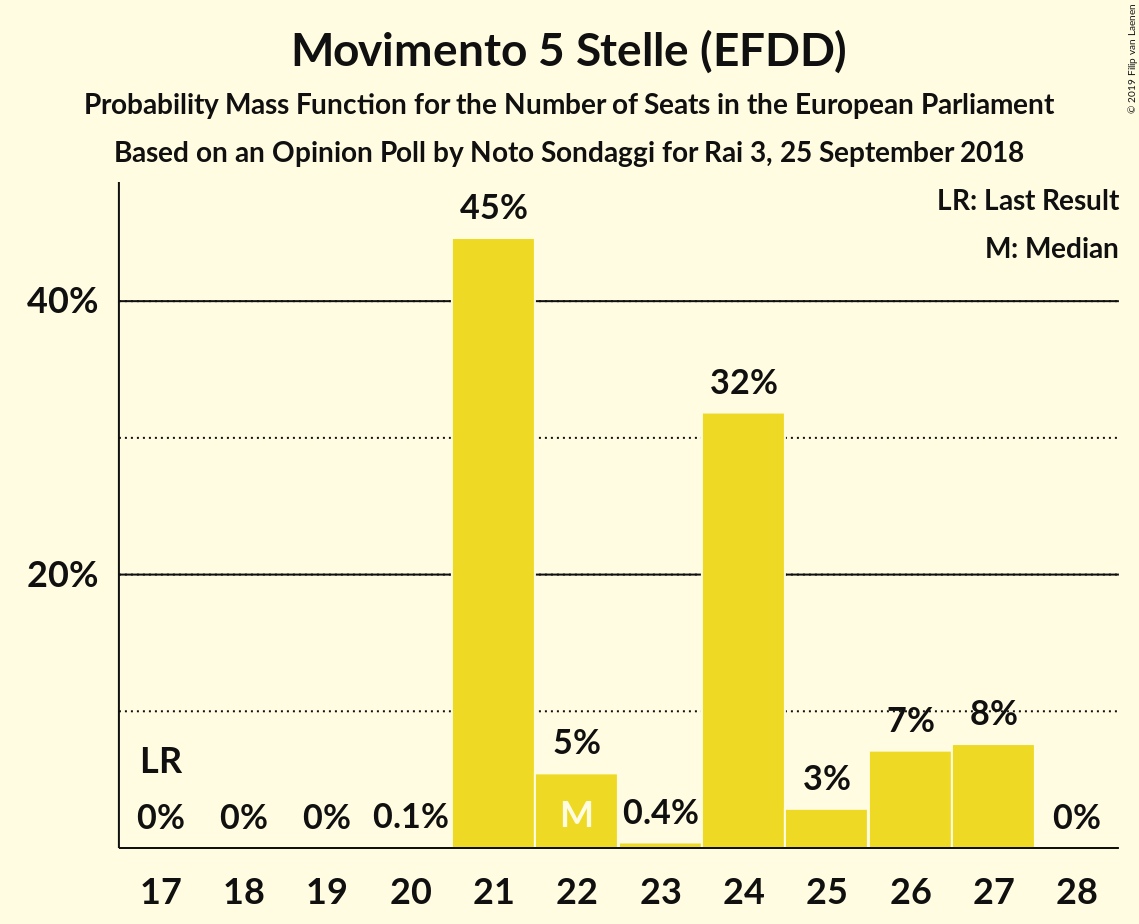 Movimento 5 Stelle (EFDD)
Probability Mass Function for the Number of Seats in the European Parliament
Based on an Opinion Poll by Noto Sondaggi for Rai 3, 25 September 2018
© 2019 Filip van Laenen
LR: Last Result
M: Median
45%
40%
32%
20%
8%
7%
5%
LR
3%
0% 0% 0% 0.1% M 0.4% 0%
17 18 19 20 21 22 23 24 25 26 27 28